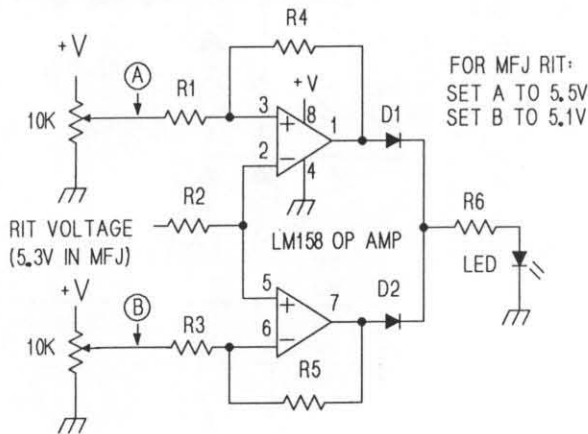 R4
+V
A
R1
+V
FOR MFJ RIT:
SET A TO 5.5V
SET B TO 5.1V
10K
3
8
1
D1
2
4
R2
RIT VOLTAGE
(5.3V IN MFJ)
LM158 OP AMP
R6
LED
+V
B
R3
5
7
D2
6
10K
R5